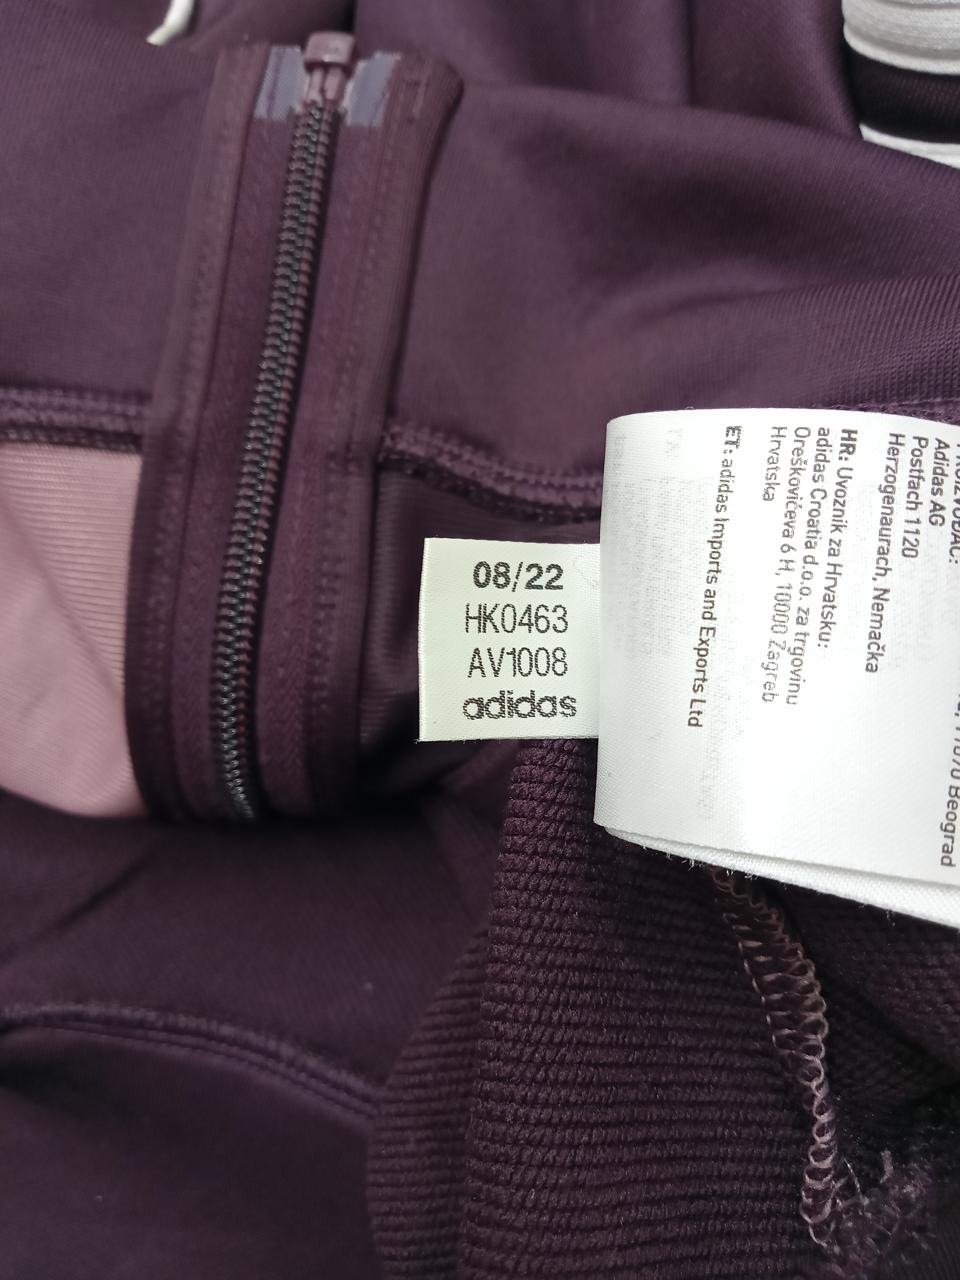 08/22
HK0463
AV1008
adidas
Adidas AG
Postfach 1120
Herzogenaurach, Nemačka
HR: Uvoznik za Hrvatsku:
adidas Croatia d.o.o. za trgovinu
Oreškovićeva 6 H, 10000 Zagreb
Hrvatska
ET: adidas Imports and Exports Ltd
Beograd